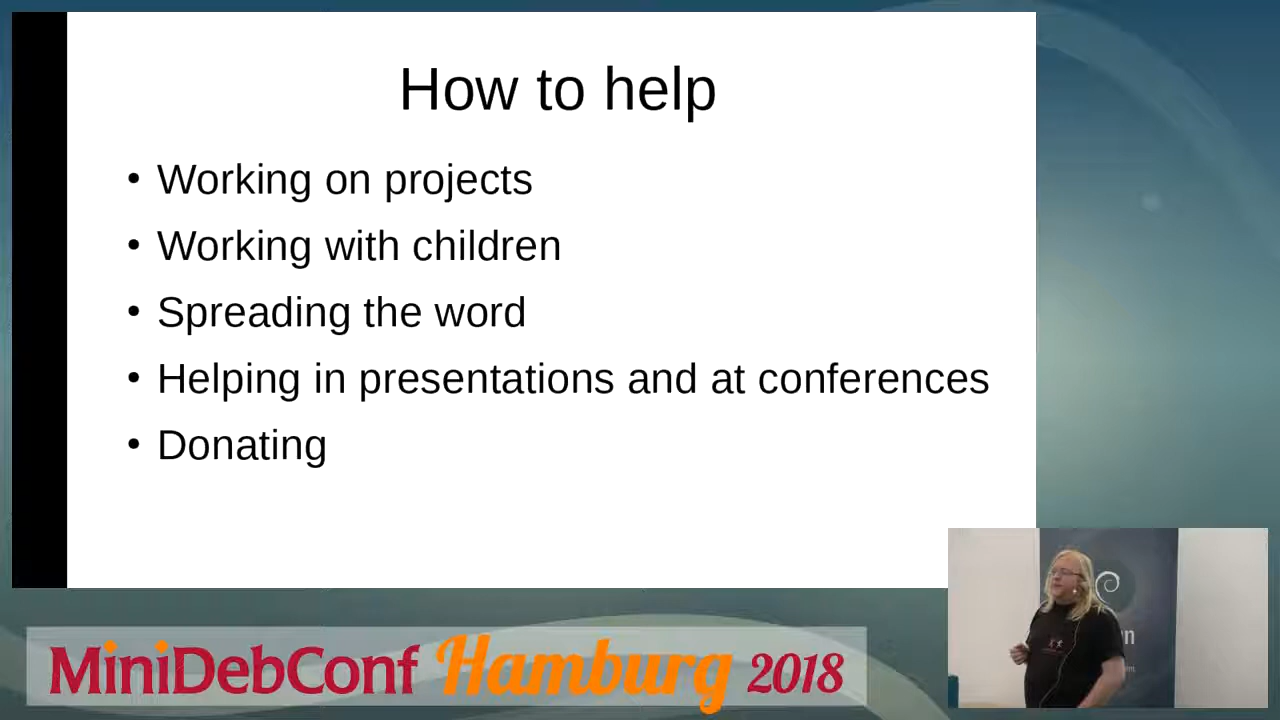 How to help
• Working on projects
• Working with children
• Spreading the word
• Helping in presentations and at conferences
• Donating
MiniDebConf Hamburg 2018